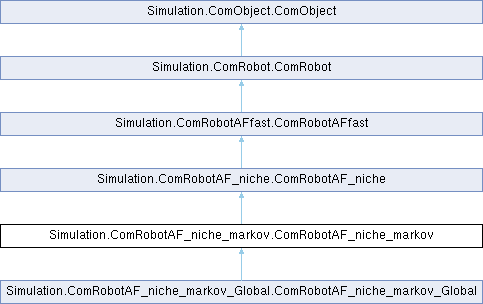 Simulation.ComObject.ComObject
Simulation.ComRobot.ComRobot
Simulation.ComRobotAFfast.ComRobotAFfast
Simulation.ComRobotAF_niche.ComRobotAF_niche
Simulation.ComRobotAF_niche_markov.ComRobotAF_niche_markov
Simulation.ComRobotAF_niche_markov_Global.ComRobotAF_niche_markov_Global